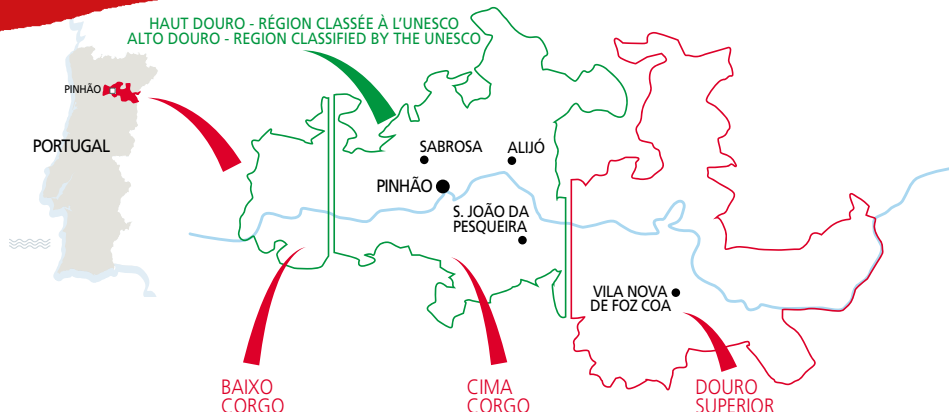 HAUT DOURO - RÉGION CLASSÉE À L'UNESCO
ALTO DOURO - REGION CLASSIFIED BY THE UNESCO
PINHÃO
PORTUGAL
SABROSA
ALIJÓ
PINHÃO
S. JOÃO DA
PESQUEIRA
VILA NOVA
DE FOZ COA
BAIXO
CORGO
CIMA
CORGO
DOURO
SUPERIOR